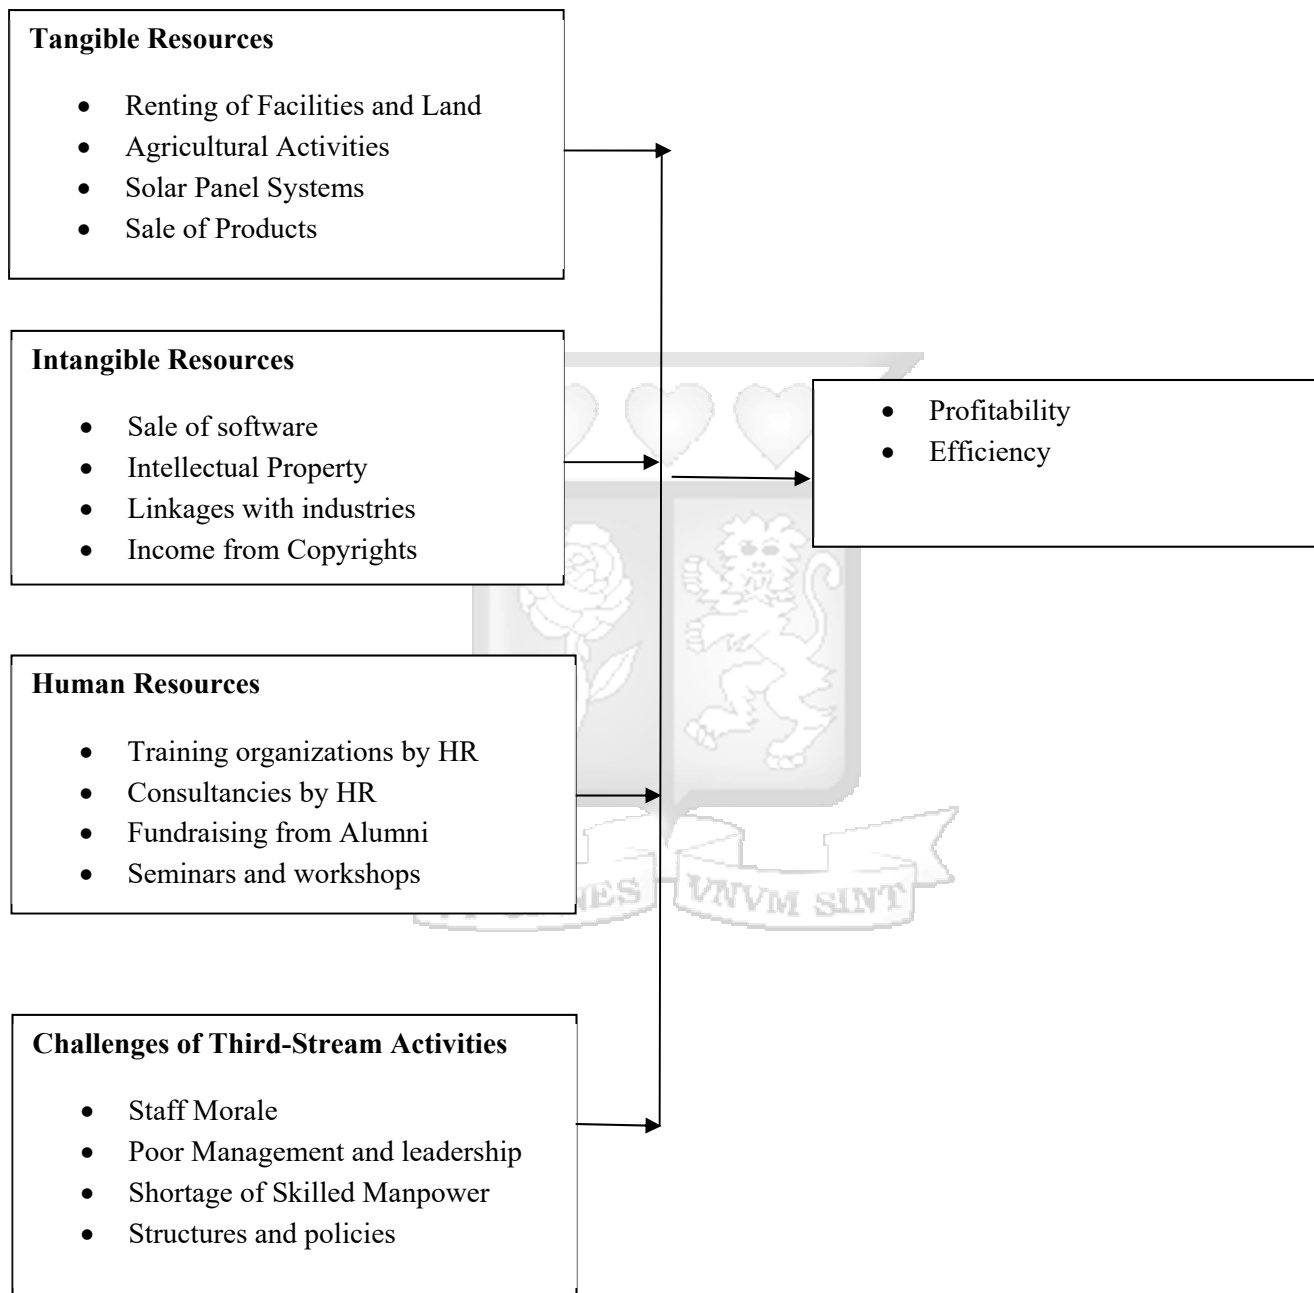 Tangible Resources
• Renting of Facilities and Land
• Agricultural Activities
• Solar Panel Systems
• Sale of Products
Intangible Resources
• Sale of software
• Intellectual Property
• Linkages with industries
• Income from Copyrights
• Profitability
• Efficiency
Human Resources
• Training organizations by HR
• Consultancies by HR
• Fundraising from Alumni
• Seminars and workshops
VNVM SINT
Challenges of Third-Stream Activities
• Staff Morale
• Poor Management and leadership
• Shortage of Skilled Manpower
• Structures and policies